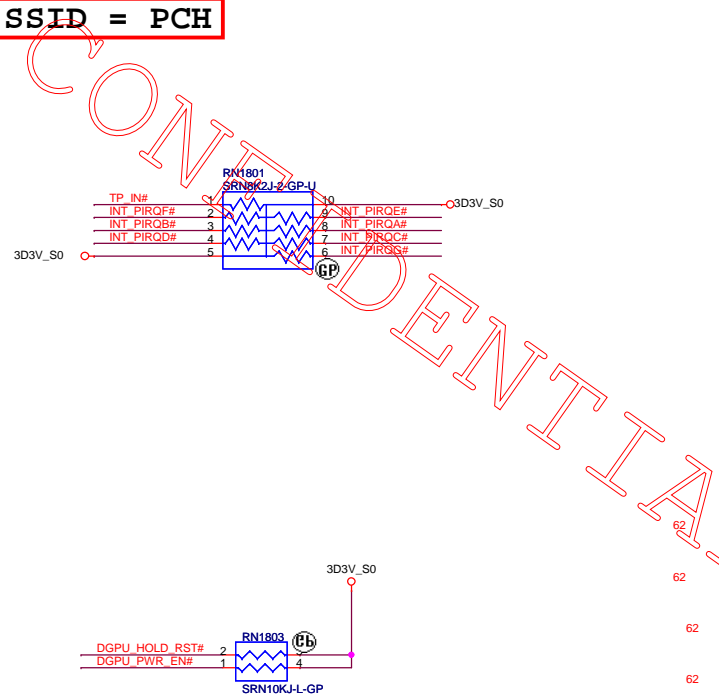 SSID = PCH
CONFIDENTIAL
RN1801
SRN8K2J-2-GP-U
TP_IN# 1 10 3D3V_S0
INT_PIRQF# 2 9 INT_PIRQE#
INT_PIRQB# 3 8 INT_PIRQA#
INT_PIRQD# 4 7 INT_PIRQC#
3D3V_S0 5 6 INT_PIRQG#
GP
62
62
62
62
3D3V_S0
RN1803
DGPU_HOLD_RST# 2 3
DGPU_PWR_EN# 1 4
SRN10KJ-L-GP